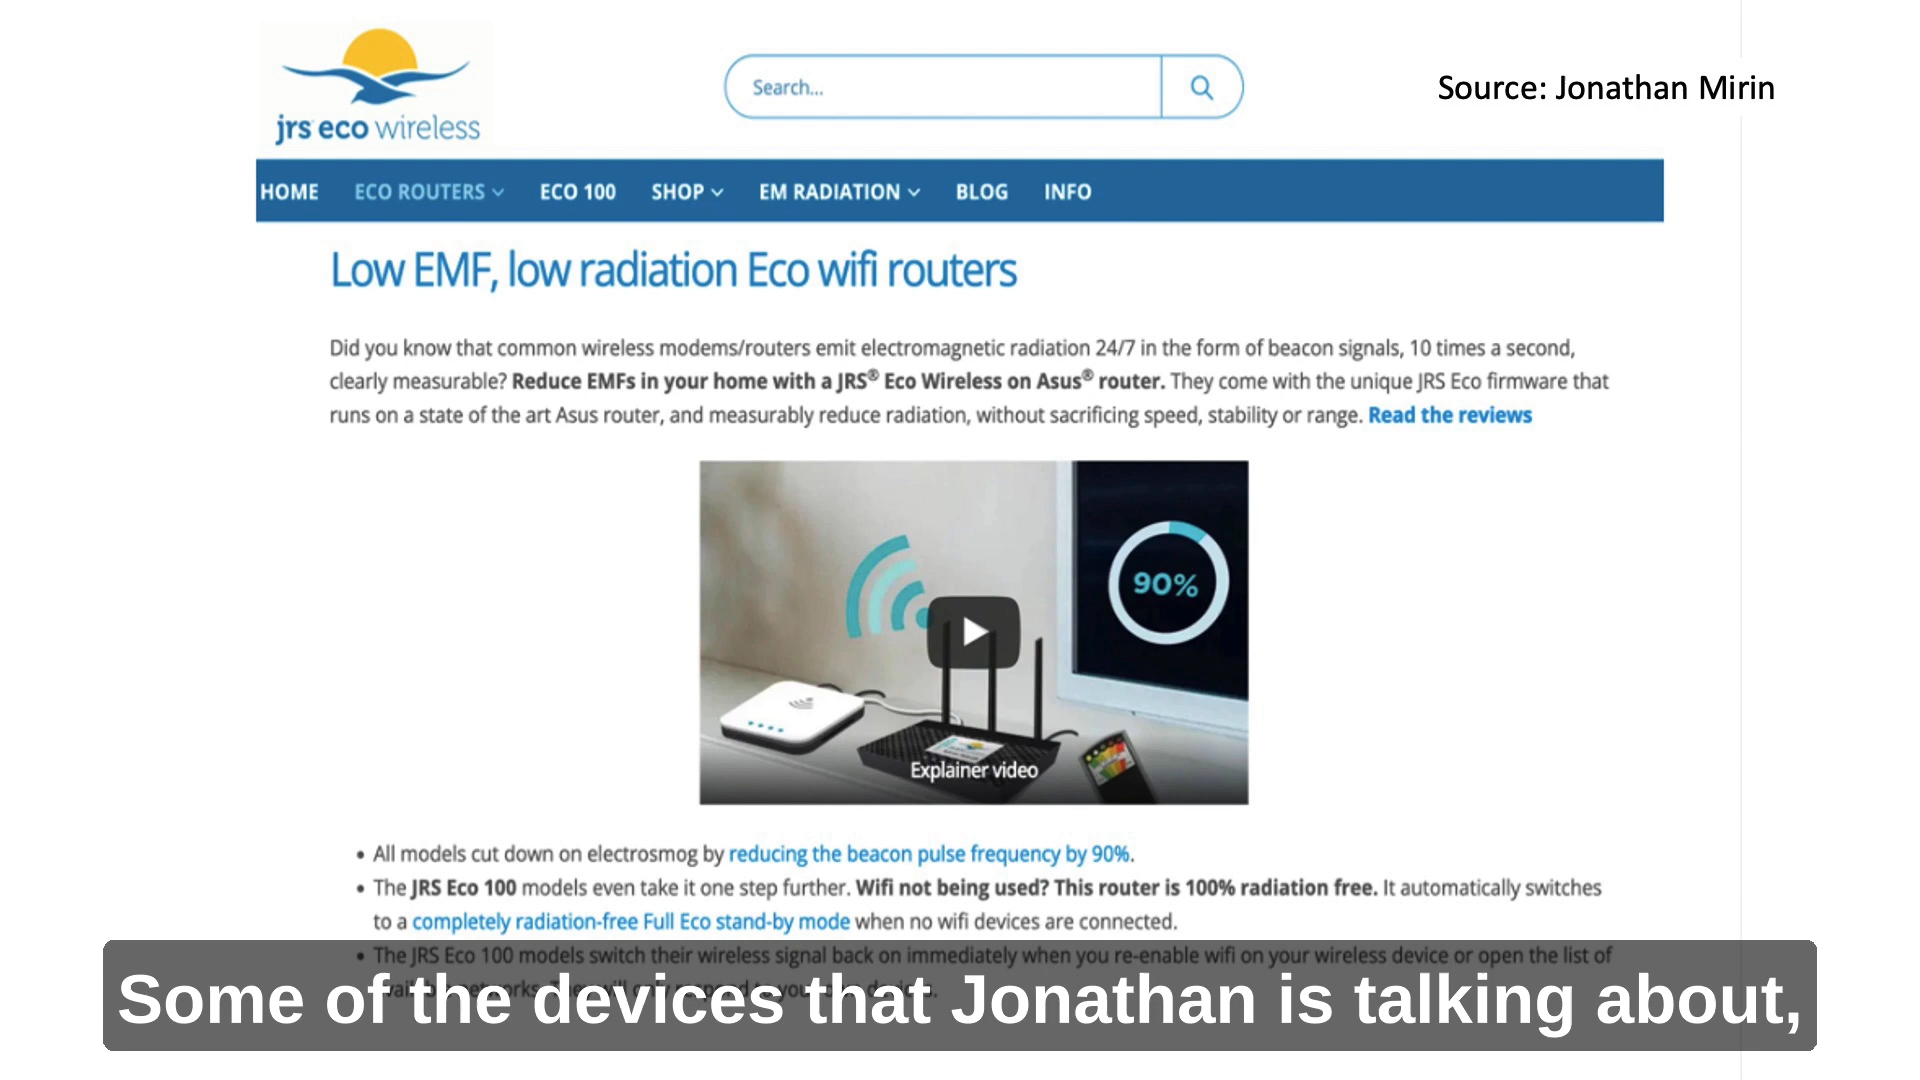 jrs eco wireless
Search...
Source: Jonathan Mirin
HOME ECO ROUTERS ECO 100 SHOP EM RADIATION BLOG INFO
Low EMF, low radiation Eco wifi routers
Did you know that common wireless modems/routers emit electromagnetic radiation 24/7 in the form of beacon signals, 10 times a second,
clearly measurable? Reduce EMFs in your home with a JRS® Eco Wireless on Asus® router. They come with the unique JRS Eco firmware that
runs on a state of the art Asus router, and measurably reduce radiation, without sacrificing speed, stability or range. Read the reviews
90%
Explainer video
• All models cut down on electrosmog by reducing the beacon pulse frequency by 90%.
• The JRS Eco 100 models even take it one step further. Wifi not being used? This router is 100% radiation free. It automatically switches
to a completely radiation-free Full Eco stand-by mode when no wifi devices are connected.
• The JRS Eco 100 models switch their wireless signal back on immediately when you re-enable wifi on your wireless device or open the list of
Some of the devices that Jonathan is talking about,